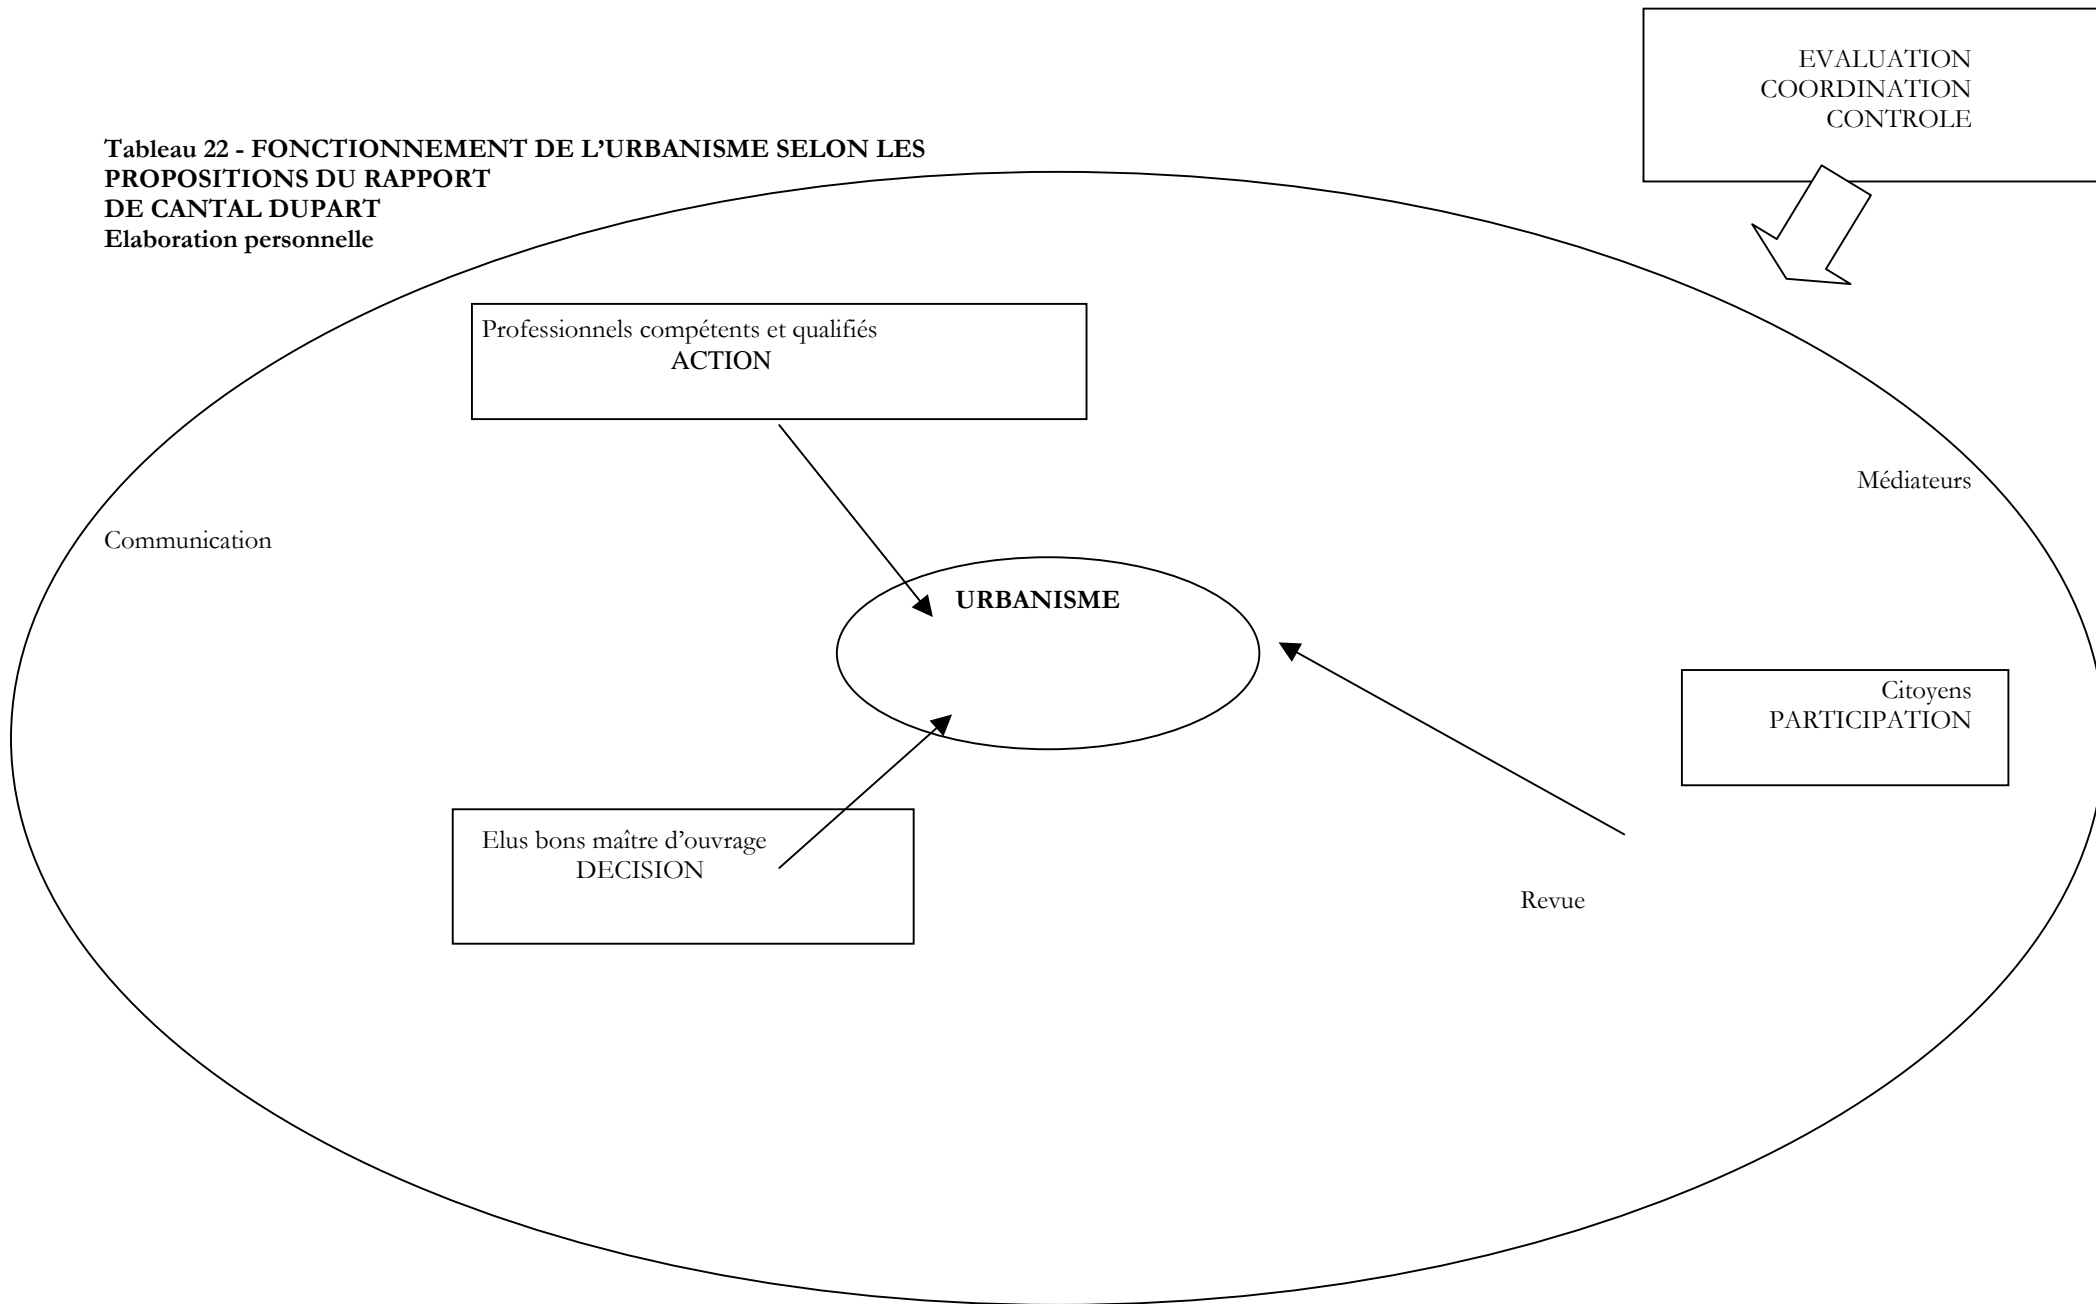 EVALUATION
COORDINATION
CONTROLE
Tableau 22 - FONCTIONNEMENT DE L’URBANISME SELON LES
PROPOSITIONS DU RAPPORT
DE CANTAL DUPART
Elaboration personnelle
Professionnels compétents et qualifiés
ACTION
Médiateurs
Communication
URBANISME
Citoyens
PARTICIPATION
Elus bons maître d’ouvrage
DECISION
Revue